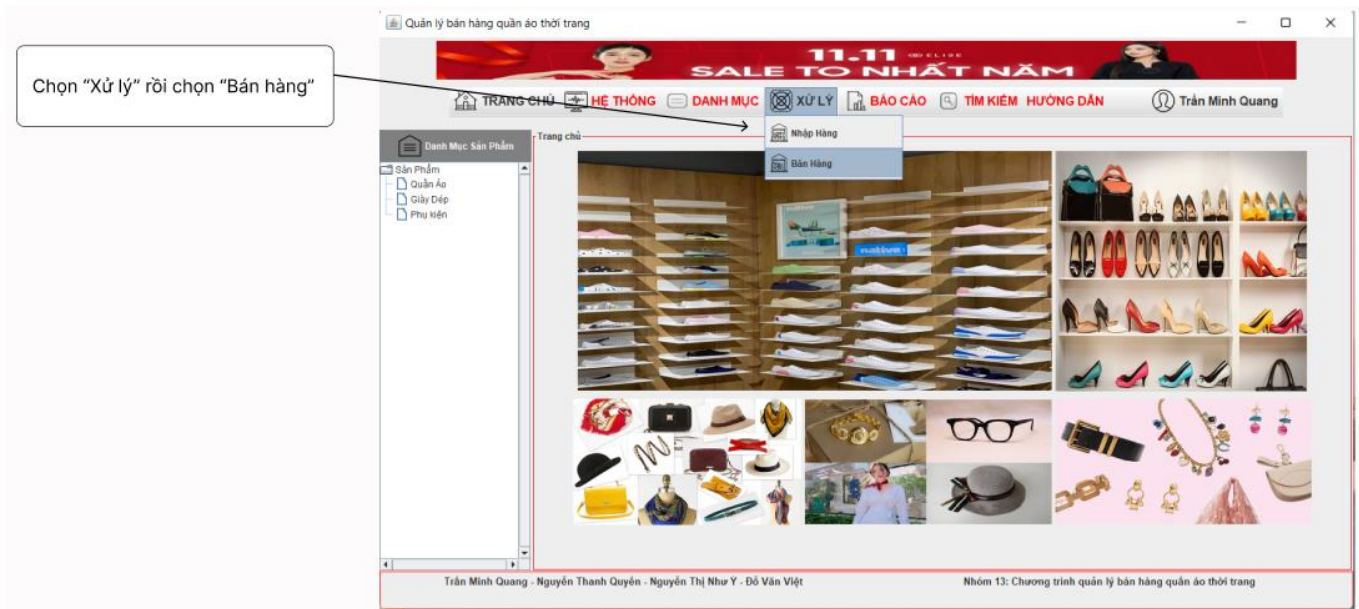 Quản lý bán hàng quần áo thời trang
Chọn “Xử lý” rồi chọn “Bán hàng”
11.11 ELISE
SALE TO NHẤT NĂM
TRANG CHỦ HỆ THỐNG DANH MỤC XỬ LÝ BÁO CÁO TÌM KIẾM HƯỚNG DẪN Trần Minh Quang
Nhập Hàng
Bán Hàng
Danh Mục Sản Phẩm
Trang chủ
Sản Phẩm
Quần Áo
Giày Dép
Phụ kiện
Trần Minh Quang - Nguyễn Thanh Quyên - Nguyễn Thị Như Ý - Đỗ Văn Việt
Nhóm 13: Chương trình quản lý bán hàng quần áo thời trang